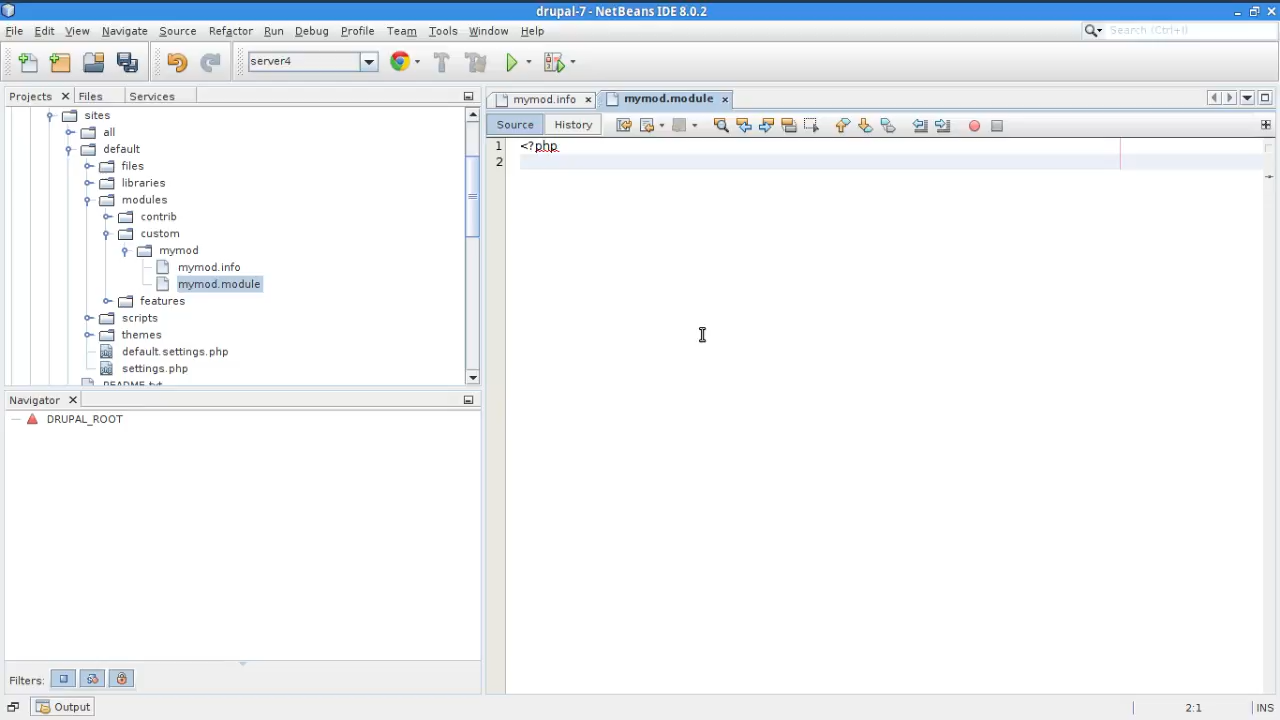 drupal-7 - NetBeans IDE 8.0.2
File Edit View Navigate Source Refactor Run Debug Profile Team Tools Window Help
Search (Ctrl+I)
server4
Projects Files Services
mymod.info mymod.module
Source History
sites
all
default
files
libraries
modules
contrib
custom
mymod
mymod.info
mymod.module
features
scripts
themes
default.settings.php
settings.php
README.txt
1 <?php
2
Navigator
DRUPAL_ROOT
Filters:
Output
2:1 INS